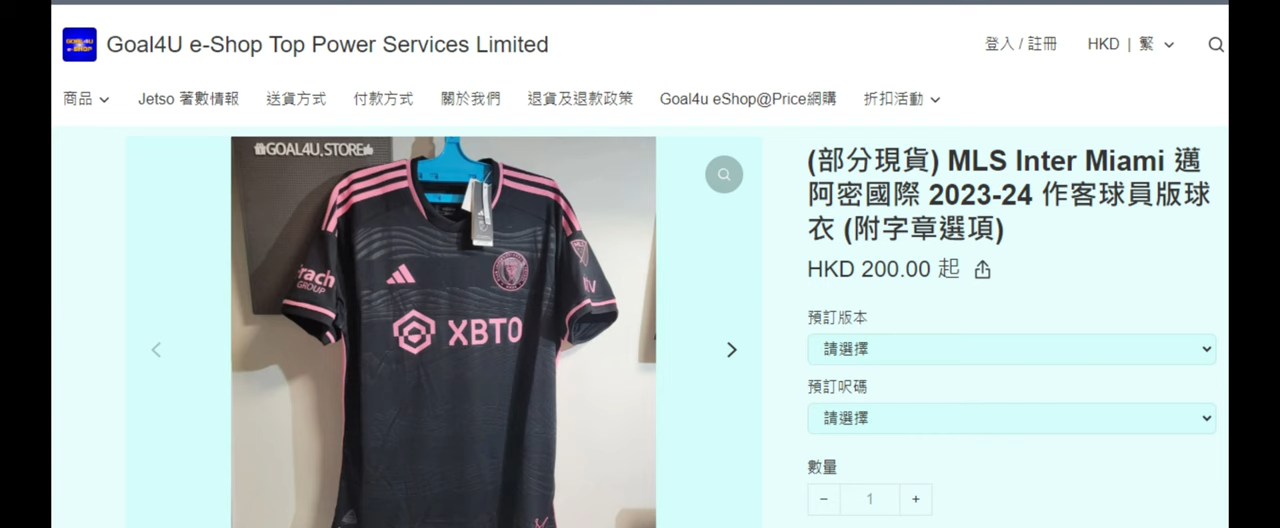 GOAL4U
e-SHOP
Goal4U e-Shop Top Power Services Limited
登入 / 註冊
HKD | 繁
商品
Jetso 著數情報
送貨方式
付款方式
關於我們
退貨及退款政策
Goal4u eShop@Price網購
折扣活動
GOAL4U.STORE
rach
GROUP
XBTO
(部分現貨) MLS Inter Miami 邁
阿密國際 2023-24 作客球員版球
衣 (附字章選項)
HKD 200.00 起
預訂版本
請選擇
預訂呎碼
請選擇
數量
− 1 +